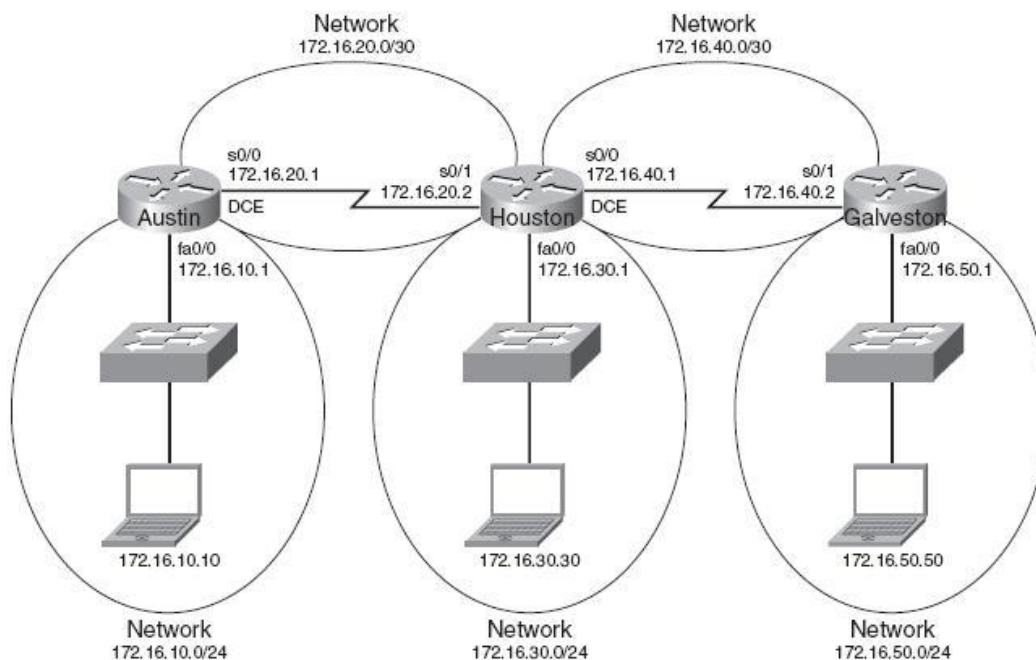 Network
172.16.20.0/30
Network
172.16.40.0/30
s0/0
172.16.20.1
s0/1
172.16.20.2
s0/0
172.16.40.1
s0/1
172.16.40.2
Austin
DCE
Houston
DCE
Galveston
fa0/0
172.16.10.1
fa0/0
172.16.30.1
fa0/0
172.16.50.1
172.16.10.10
172.16.30.30
172.16.50.50
Network
172.16.10.0/24
Network
172.16.30.0/24
Network
172.16.50.0/24